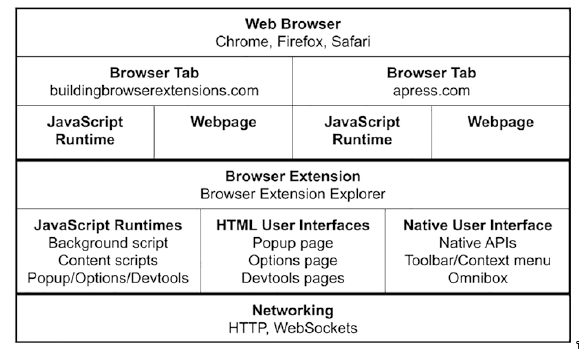 Web Browser
Chrome, Firefox, Safari
Browser Tab
buildingbrowserextensions.com
Browser Tab
apress.com
JavaScript
Runtime
Webpage
JavaScript
Runtime
Webpage
Browser Extension
Browser Extension Explorer
JavaScript Runtimes
Background script
Content scripts
Popup/Options/Devtools
HTML User Interfaces
Popup page
Options page
Devtools pages
Native User Interface
Native APIs
Toolbar/Context menu
Omnibox
Networking
HTTP, WebSockets